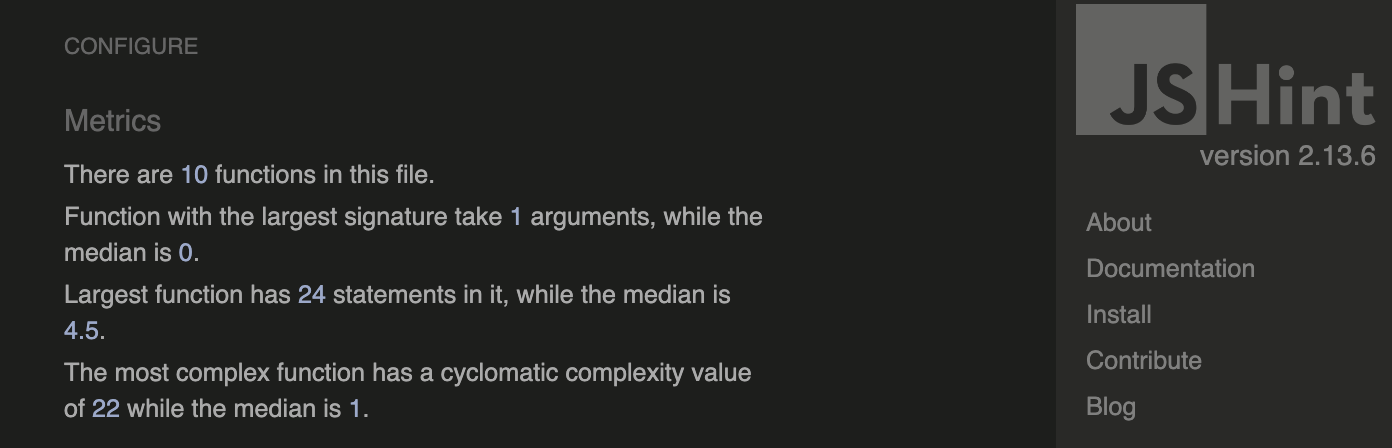 CONFIGURE
Metrics
There are 10 functions in this file.
Function with the largest signature take 1 arguments, while the
median is 0.
Largest function has 24 statements in it, while the median is
4.5.
The most complex function has a cyclomatic complexity value
of 22 while the median is 1.
JSHint
version 2.13.6
About
Documentation
Install
Contribute
Blog